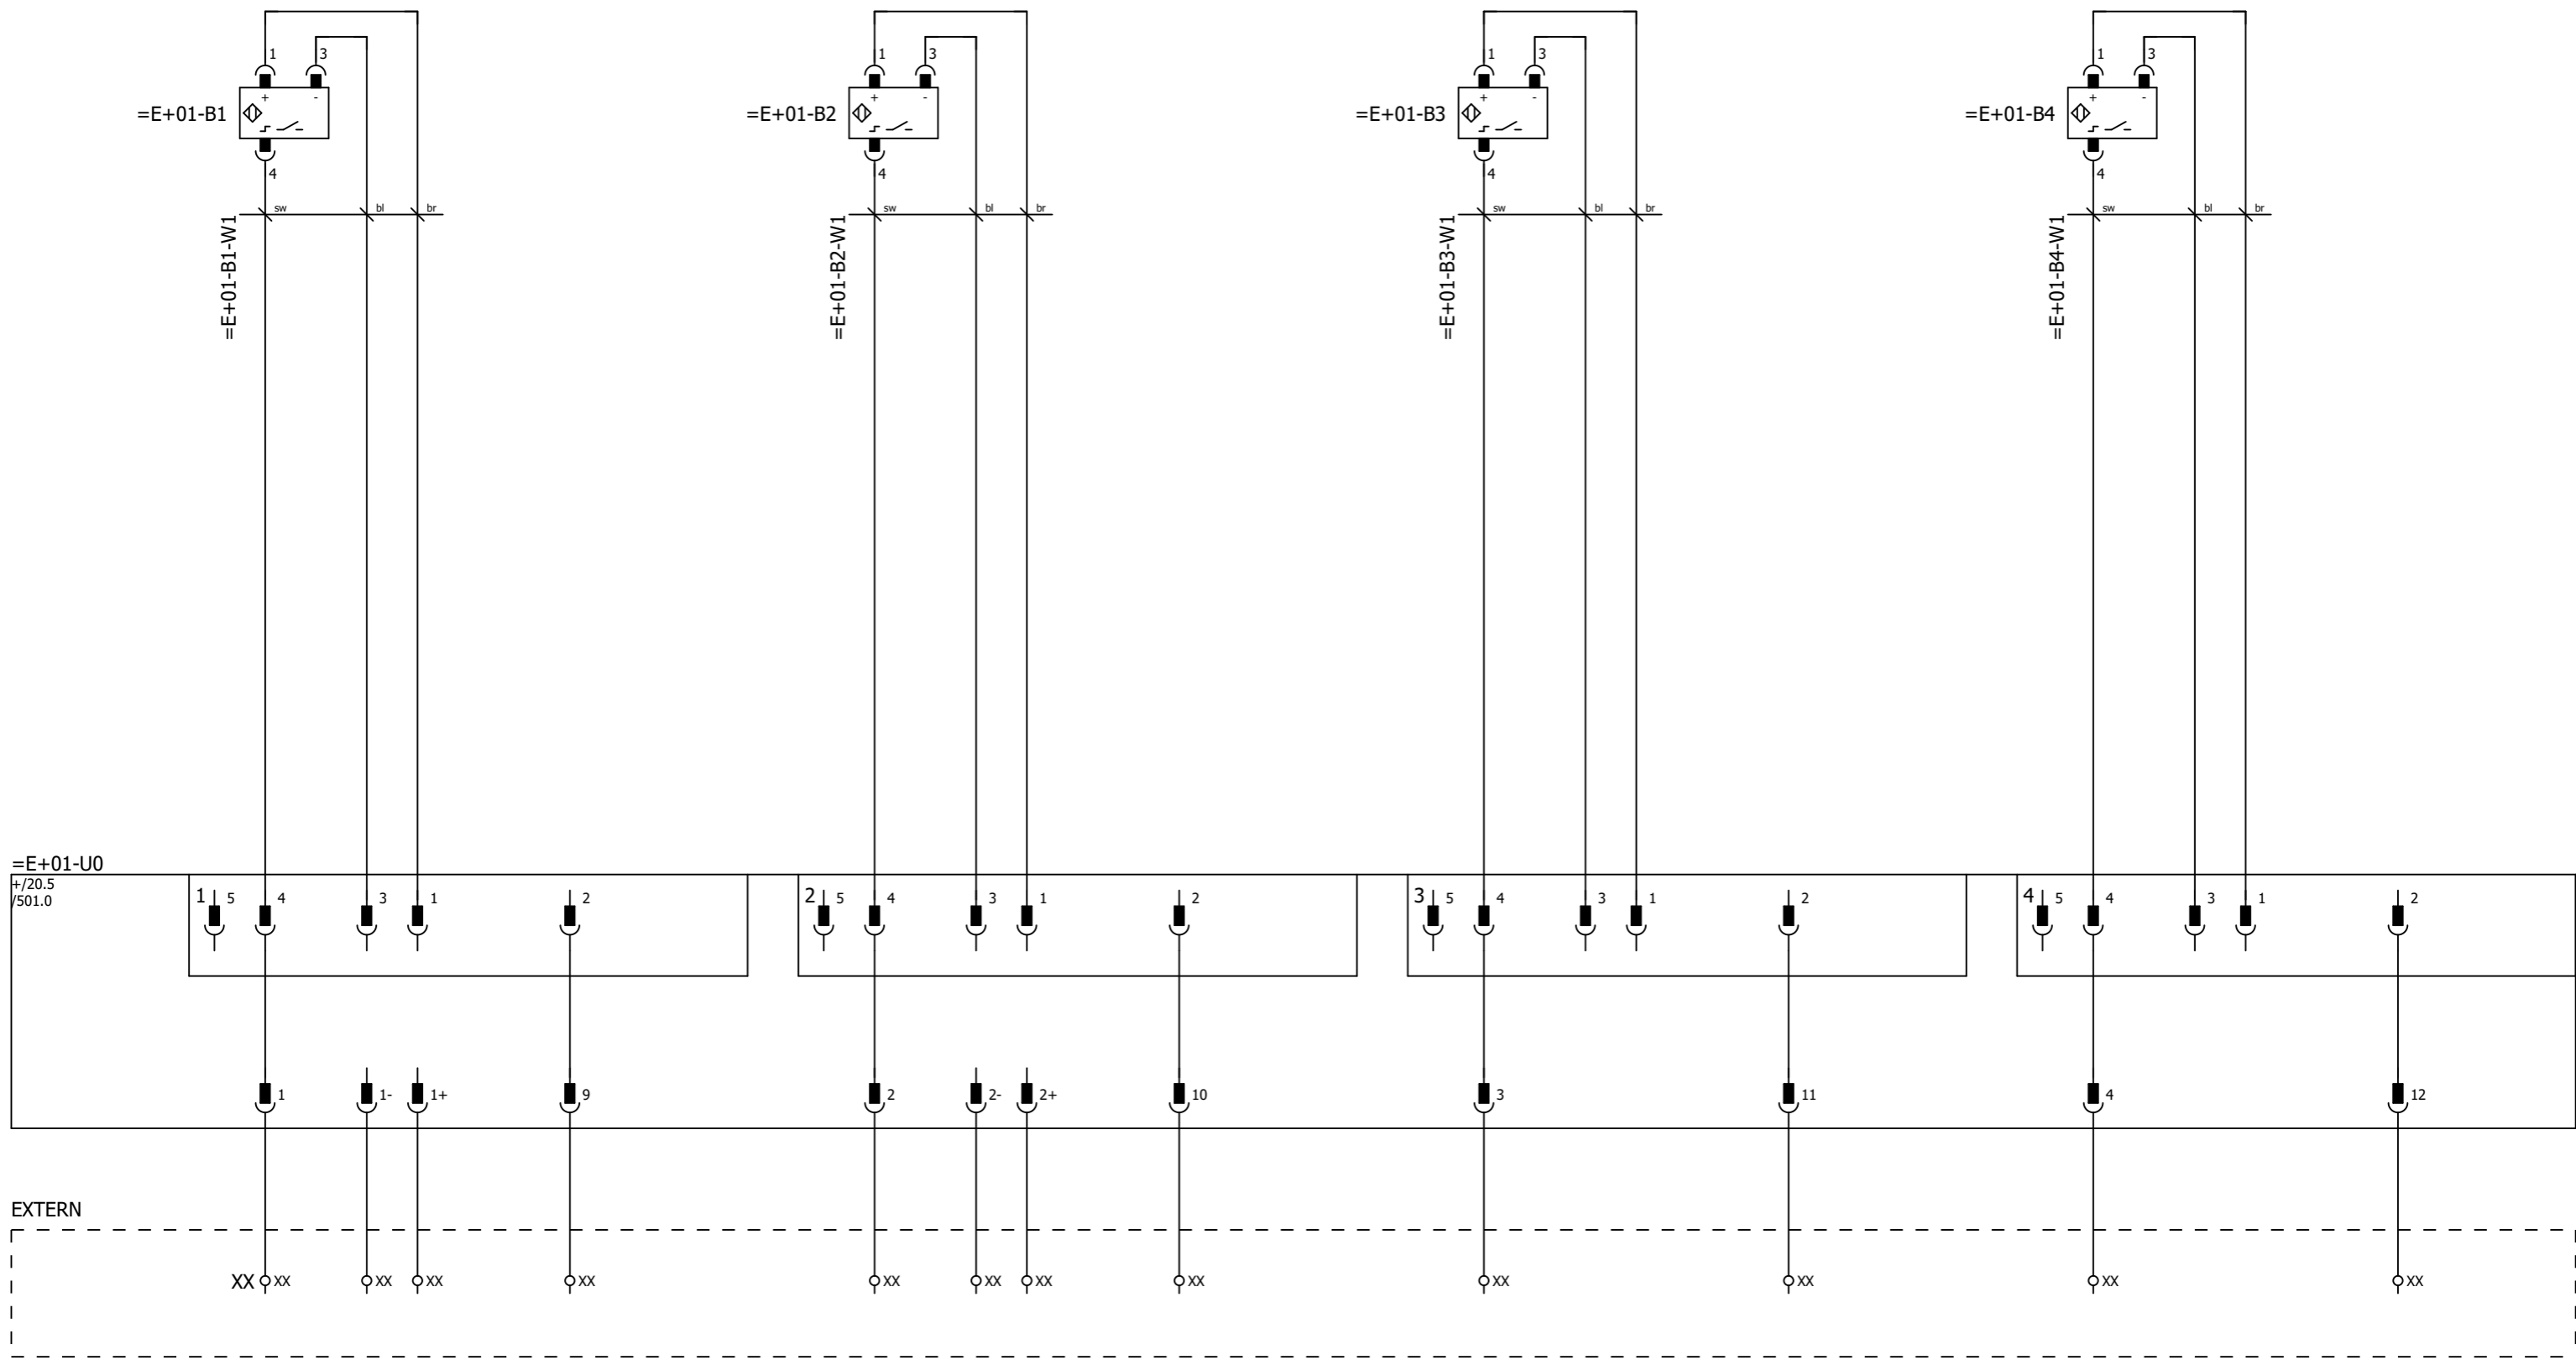 1 3 1 3 1 3 1 3
+ - + - + - + -
=E+01-B1 =E+01-B2 =E+01-B3 =E+01-B4
4 4 4 4
sw bl br sw bl br sw bl br sw bl br
=E+01-B1-W1
=E+01-B2-W1
=E+01-B3-W1
=E+01-B4-W1
=E+01-U0
+/20.5
/501.0
1 5 4 3 1 2 2 5 4 3 1 2 3 5 4 3 1 2 4 5 4 3 1 2
1 1- 1+ 9 2 2- 2+ 10 3 11 4 12
EXTERN
XX XX XX XX XX XX XX XX XX XX XX XX XX